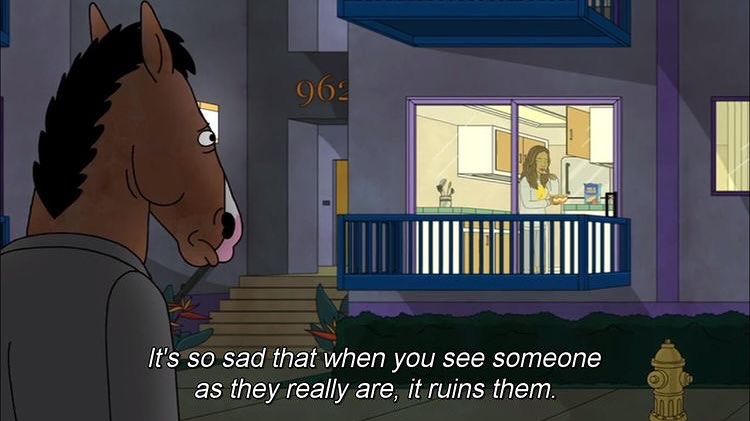 962
It's so sad that when you see someone
as they really are, it ruins them.